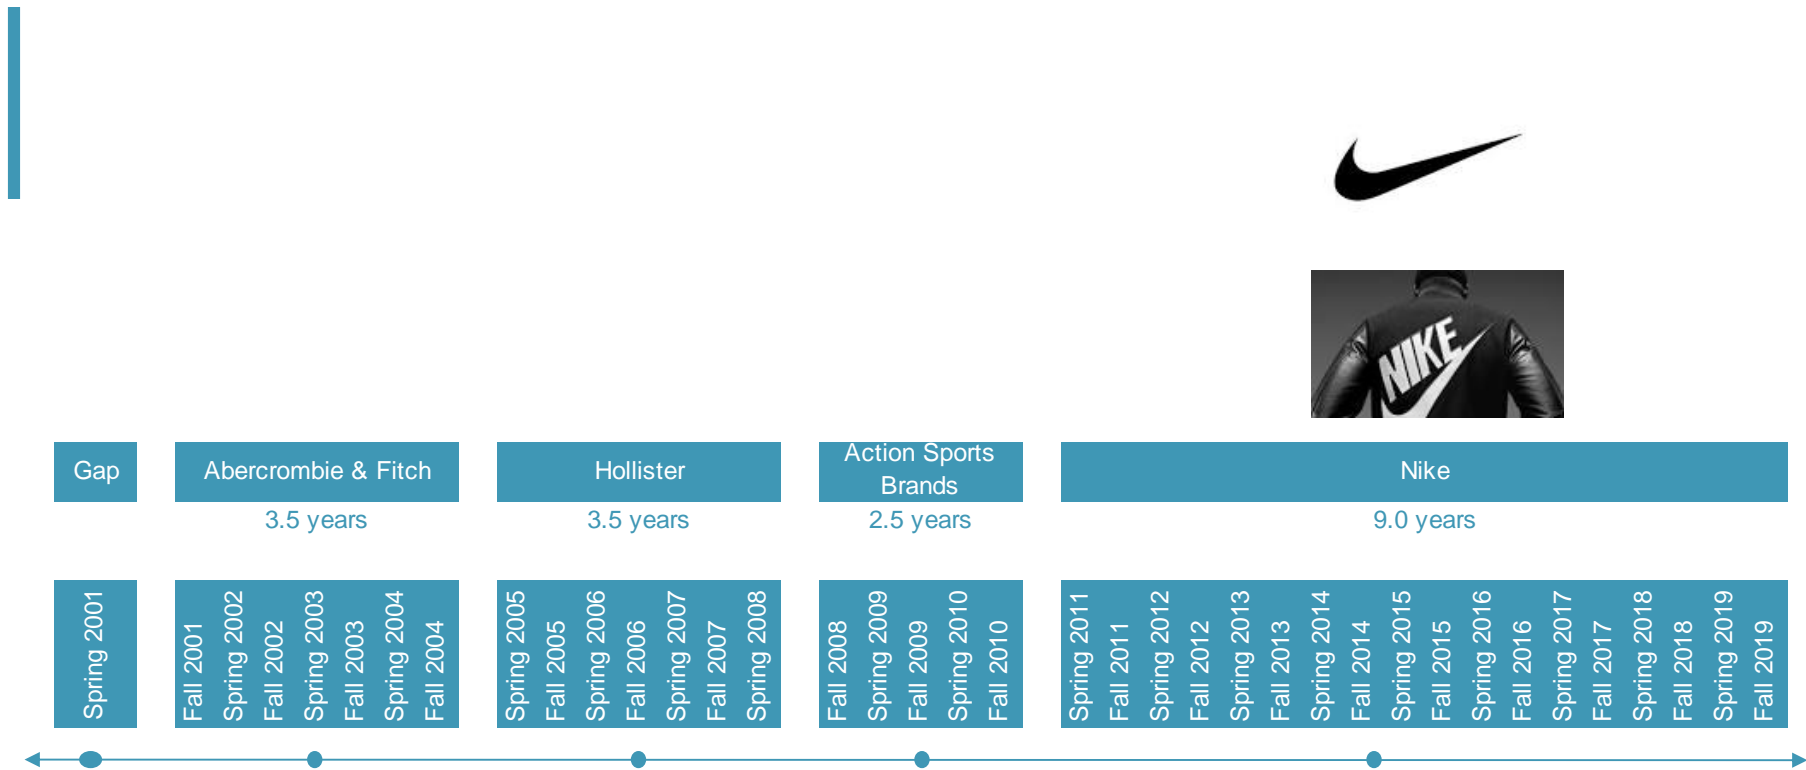 NIKE
Gap
Abercrombie & Fitch
Hollister
Action Sports
Brands
Nike
3.5 years
3.5 years
2.5 years
9.0 years
Spring 2001
Fall 2001
Spring 2002
Fall 2002
Spring 2003
Fall 2003
Spring 2004
Fall 2004
Spring 2005
Fall 2005
Spring 2006
Fall 2006
Spring 2007
Fall 2007
Spring 2008
Fall 2008
Spring 2009
Fall 2009
Spring 2010
Fall 2010
Spring 2011
Fall 2011
Spring 2012
Fall 2012
Spring 2013
Fall 2013
Spring 2014
Fall 2014
Spring 2015
Fall 2015
Spring 2016
Fall 2016
Spring 2017
Fall 2017
Spring 2018
Fall 2018
Spring 2019
Fall 2019